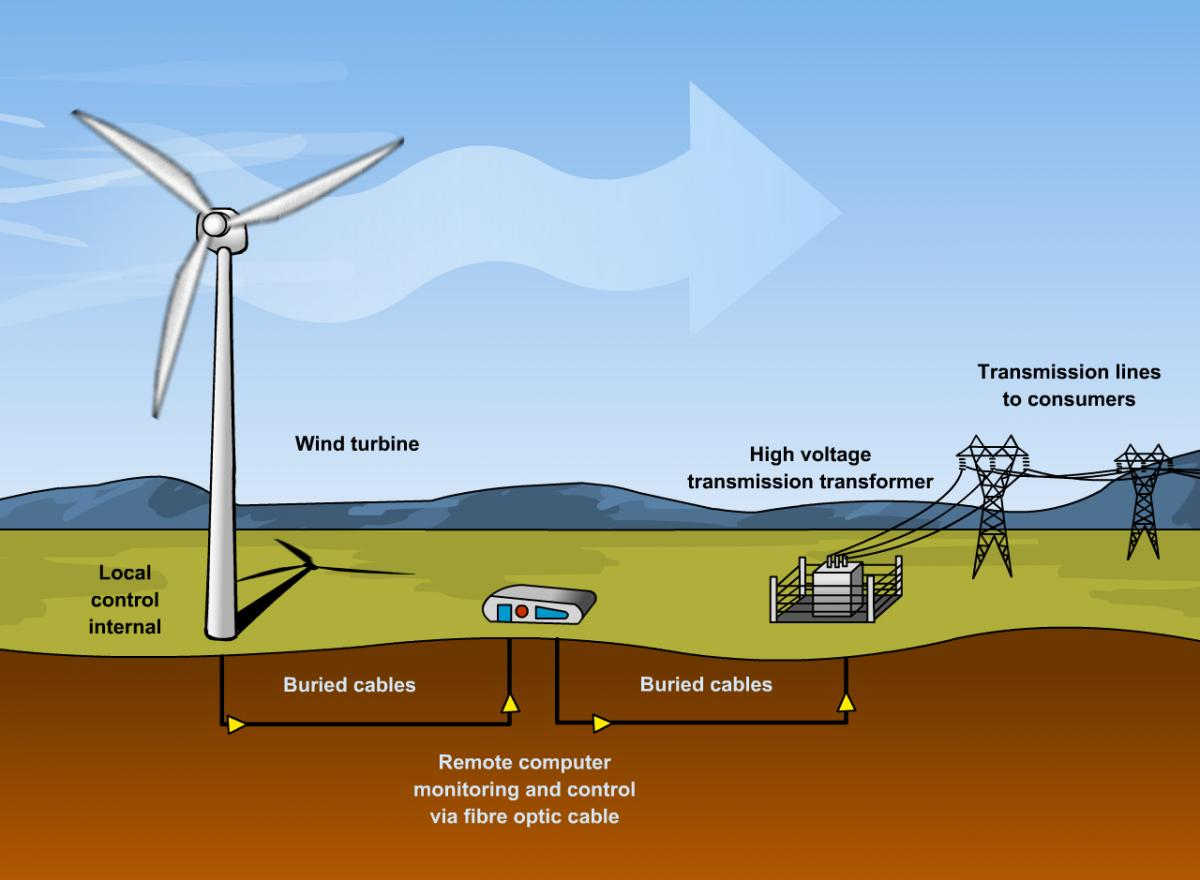 Transmission lines
to consumers
Wind turbine
High voltage
transmission transformer
Local
control
internal
Buried cables
Buried cables
Remote computer
monitoring and control
via fibre optic cable